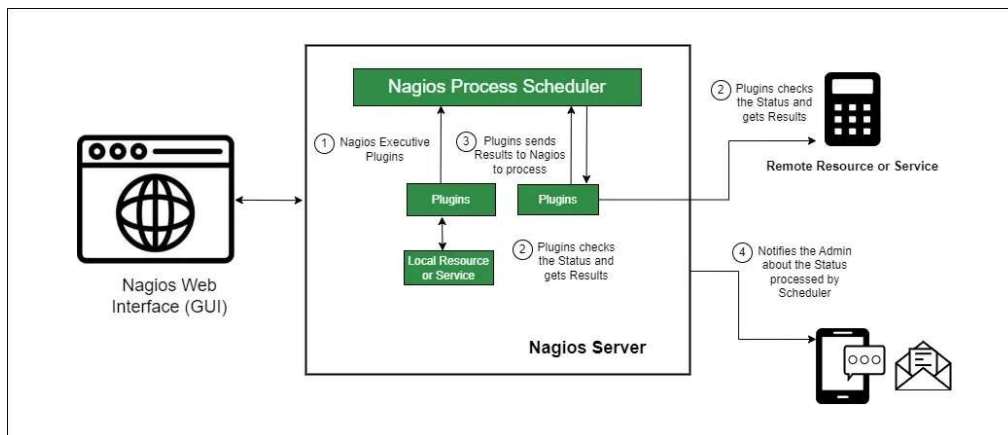 Nagios Process Scheduler
1
Nagios Executive
Plugins
3
Plugins sends
Results to Nagios
to process
2
Plugins checks
the Status and
gets Results
Remote Resource or Service
Plugins
Plugins
Local Resource
or Service
2
Plugins checks
the Status and
gets Results
Nagios Web
Interface (GUI)
4
Notifies the Admin
about the Status
processed by
Scheduler
Nagios Server